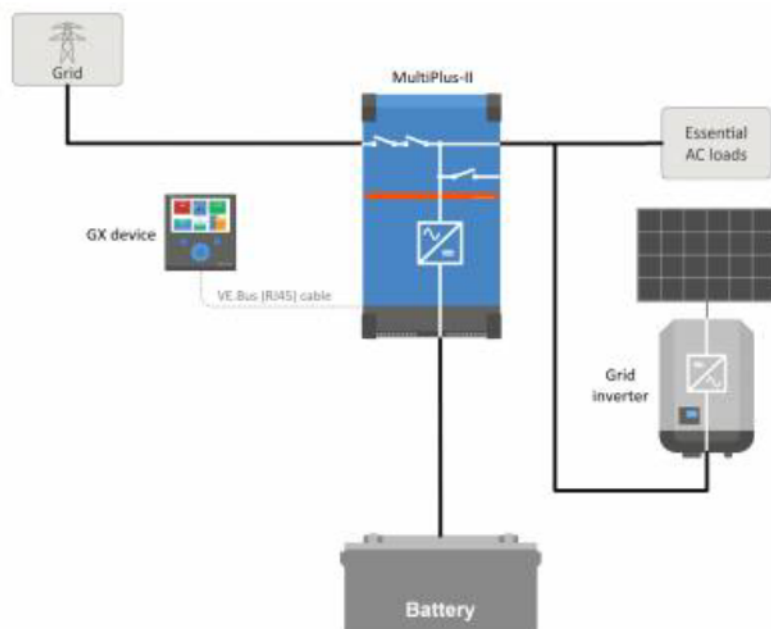 Grid
MultiPlus-II
Essential
AC loads
GX device
VE.Bus (RJ45) cable
Grid
inverter
Battery